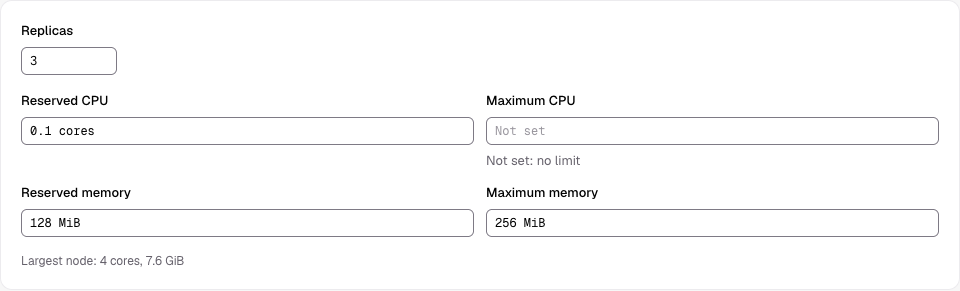 Replicas
3
Reserved CPU
Maximum CPU
0.1 cores
Not set
Not set: no limit
Reserved memory
Maximum memory
128 MiB
256 MiB
Largest node: 4 cores, 7.6 GiB